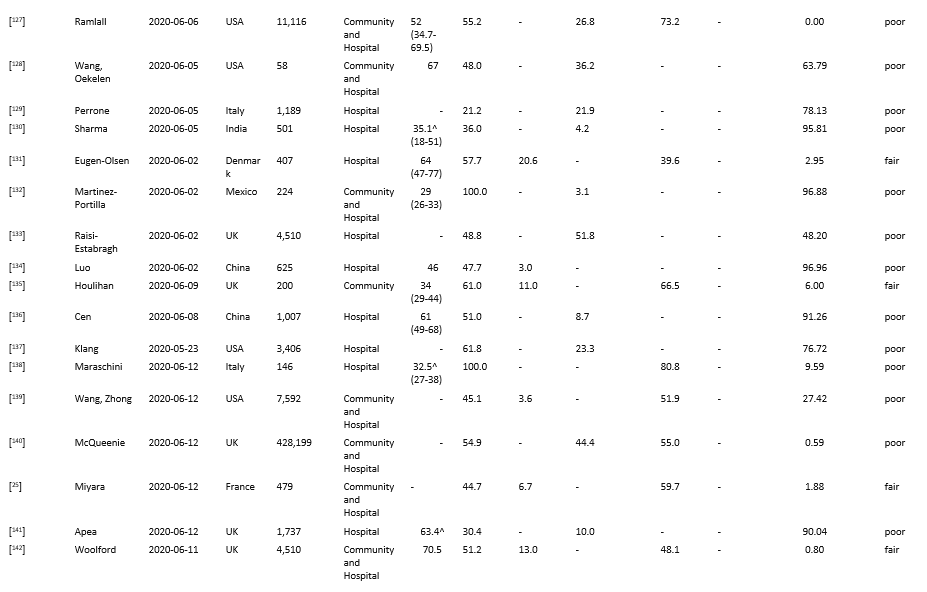 [127] Ramlall 2020-06-06 USA 11,116 Community 52 55.2 - 26.8 73.2 - 0.00 poor
and (34.7-
Hospital 69.5)
[128] Wang, 2020-06-05 USA 58 Community 67 48.0 - 36.2 - - 63.79 poor
Oekelen and
Hospital
[129] Perrone 2020-06-05 Italy 1,189 Hospital - 21.2 - 21.9 - - 78.13 poor
[130] Sharma 2020-06-05 India 501 Hospital 35.1^ 36.0 - 4.2 - - 95.81 poor
(18-51)
[131] Eugen-Olsen 2020-06-02 Denmar 407 Hospital 64 57.7 20.6 - 39.6 - 2.95 fair
k (47-77)
[132] Martinez- 2020-06-02 Mexico 224 Community 29 100.0 - 3.1 - - 96.88 poor
Portilla and (26-33)
Hospital
[133] Raisi- 2020-06-02 UK 4,510 Hospital - 48.8 - 51.8 - - 48.20 poor
Estabragh
[134] Luo 2020-06-02 China 625 Hospital 46 47.7 3.0 - - - 96.96 poor
[135] Houlihan 2020-06-09 UK 200 Community 34 61.0 11.0 - 66.5 - 6.00 fair
(29-44)
[136] Cen 2020-06-08 China 1,007 Hospital 61 51.0 - 8.7 - - 91.26 poor
(49-68)
[137] Klang 2020-05-23 USA 3,406 Hospital - 61.8 - 23.3 - - 76.72 poor
[138] Maraschini 2020-06-12 Italy 146 Hospital 32.5^ 100.0 - - 80.8 - 9.59 poor
(27-38)
[139] Wang, Zhong 2020-06-12 USA 7,592 Community - 45.1 3.6 - 51.9 - 27.42 poor
and
Hospital
[140] McQueenie 2020-06-12 UK 428,199 Community - 54.9 - 44.4 55.0 - 0.59 poor
and
Hospital
[25] Miyara 2020-06-12 France 479 Community - 44.7 6.7 - 59.7 - 1.88 fair
and
Hospital
[141] Apea 2020-06-12 UK 1,737 Hospital 63.4^ 30.4 - 10.0 - - 90.04 poor
[142] Woolford 2020-06-11 UK 4,510 Community 70.5 51.2 13.0 - 48.1 - 0.80 fair
and
Hospital